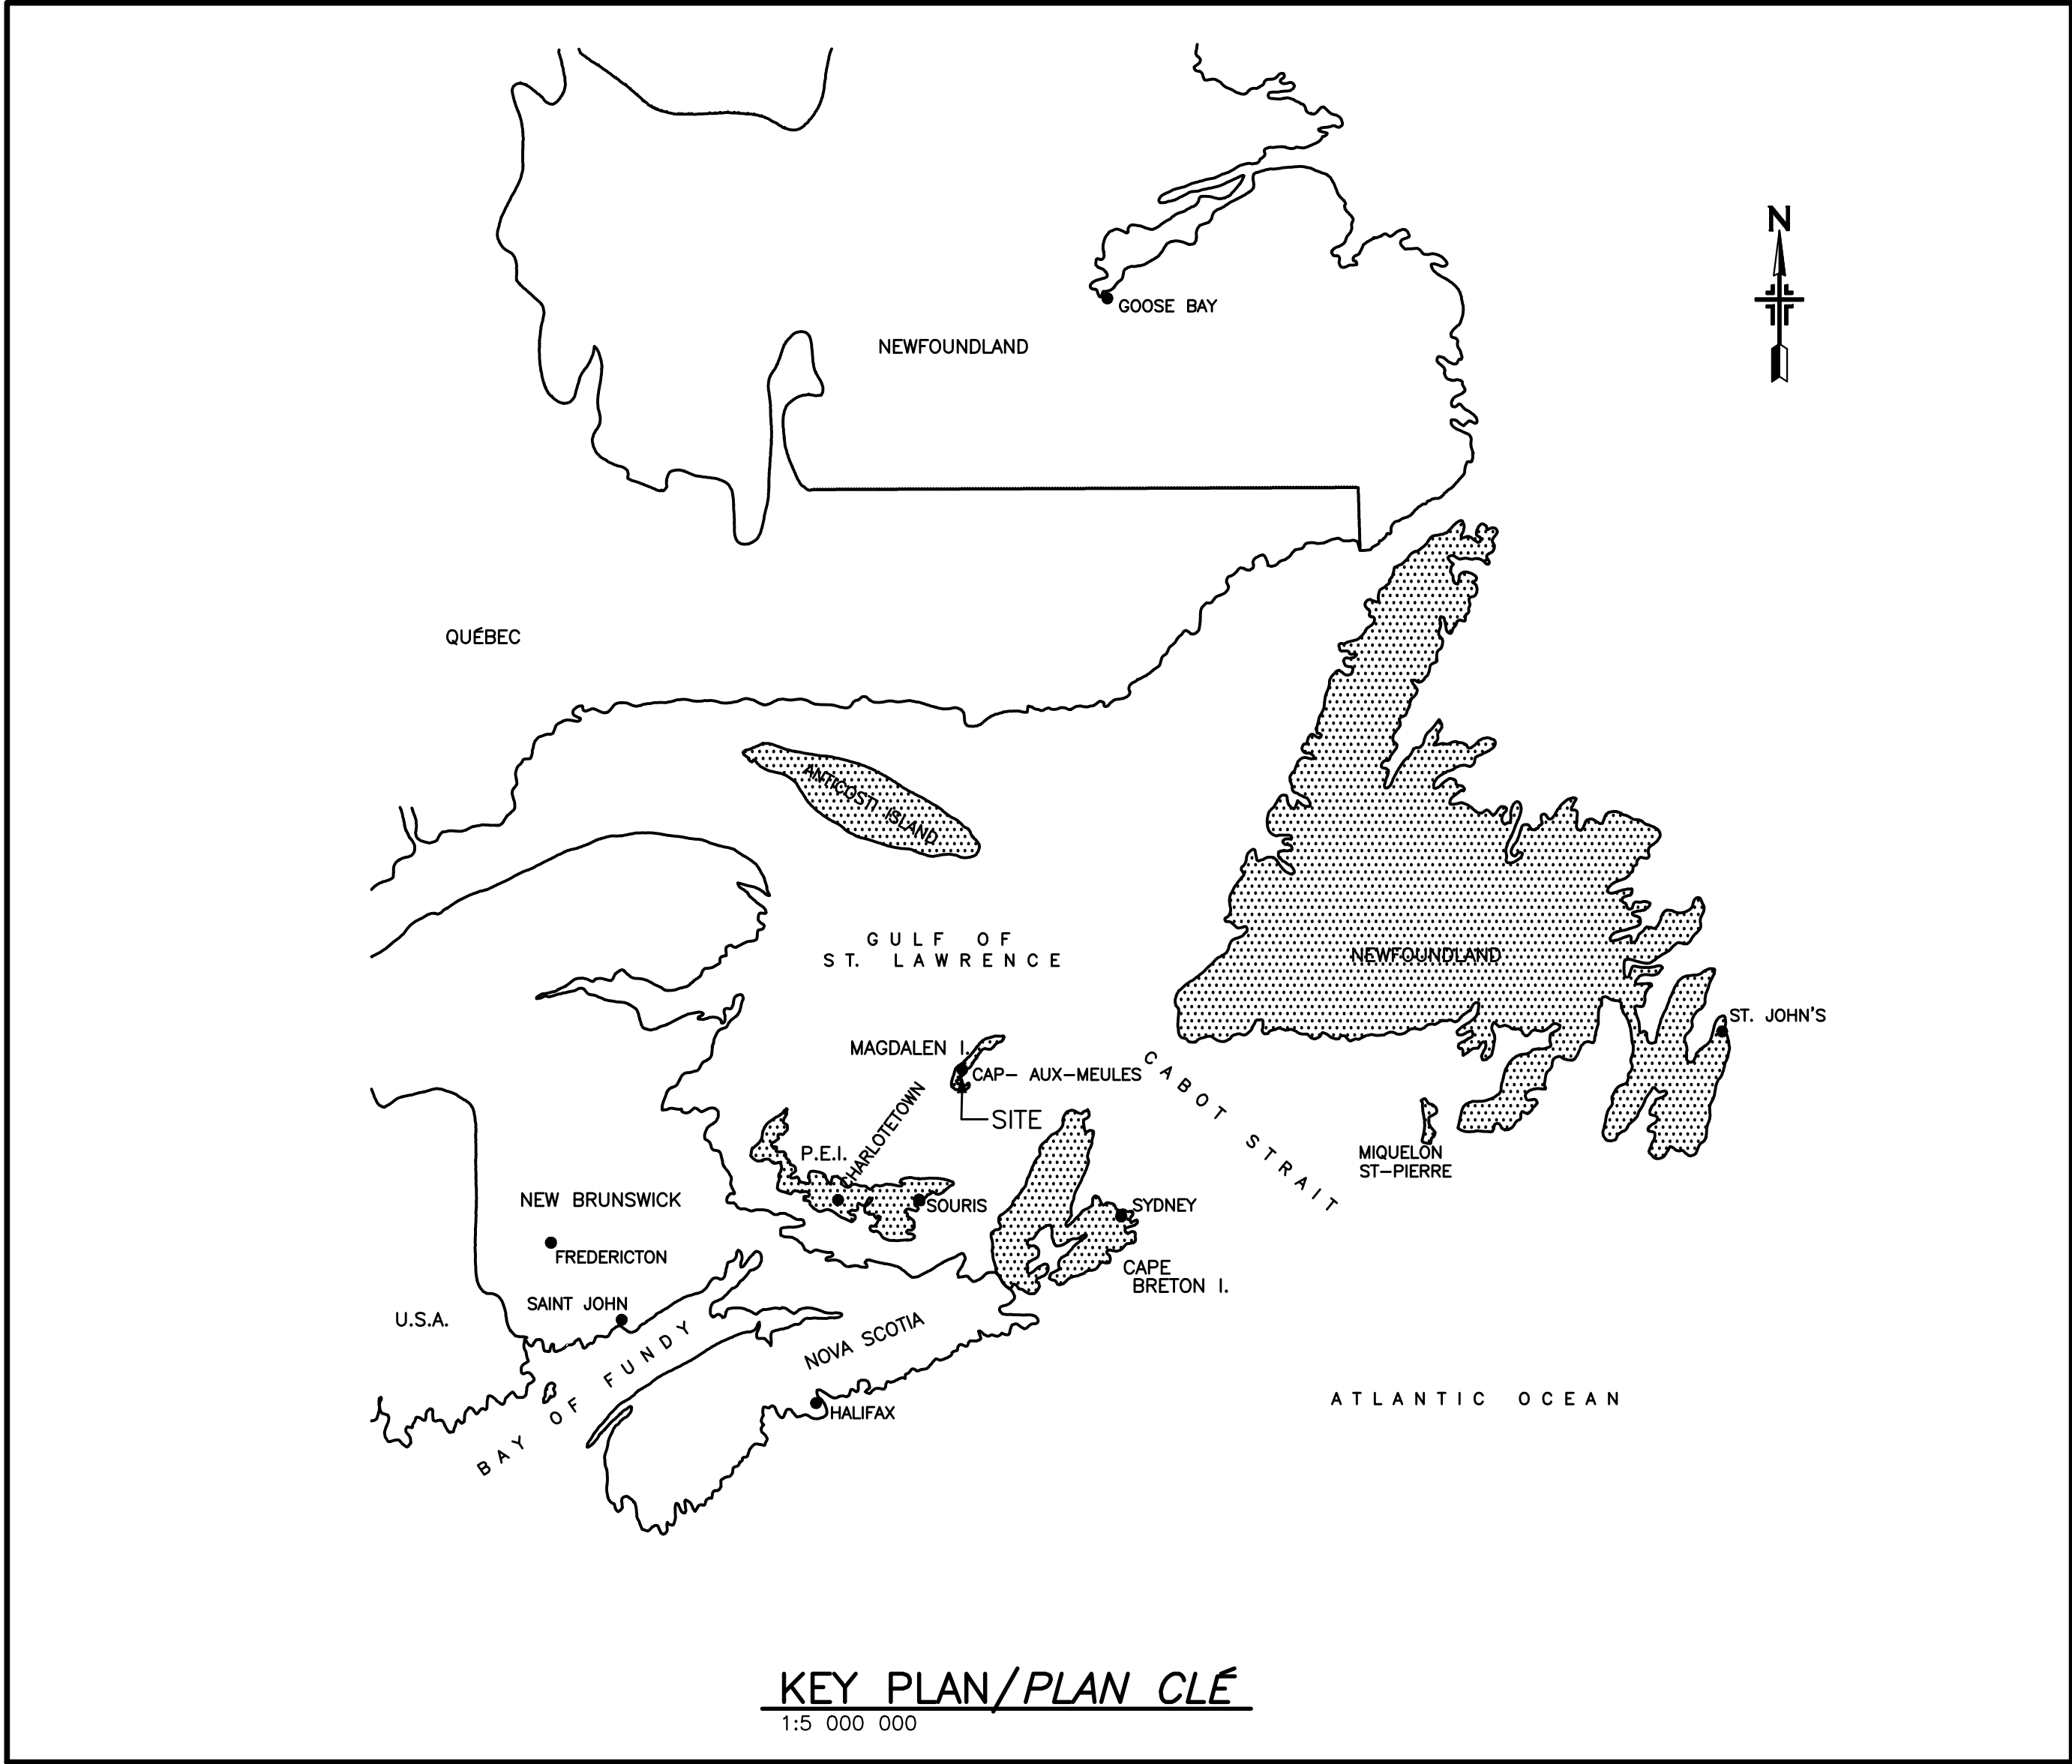 N
GOOSE BAY
NEWFOUNDLAND
QUÉBEC
ANTICOSTI ISLAND
GULF OF
ST. LAWRENCE
NEWFOUNDLAND
ST. JOHN'S
MAGDALEN I.
CAP- AUX-MEULES
SITE
CABOT STRAIT
CHARLOTETOWN
P.E.I.
MIQUELON
ST-PIERRE
NEW BRUNSWICK
SOURIS
SYDNEY
FREDERICTON
CAPE
BRETON I.
SAINT JOHN
U.S.A.
BAY OF FUNDY
NOVA SCOTIA
HALIFAX
ATLANTIC OCEAN
KEY PLAN/PLAN CLÉ
1:5 000 000